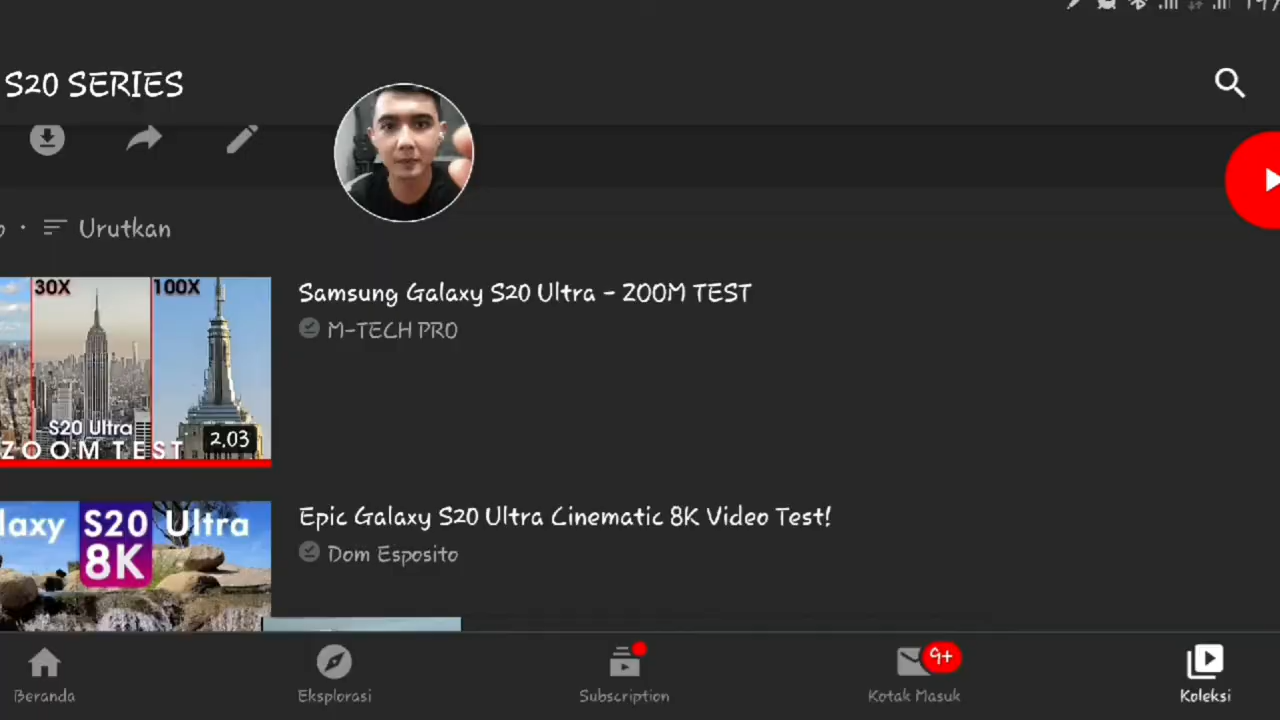 S20 SERIES
Urutkan
30X
100X
S20 Ultra
ZOOM TEST
2.03
Samsung Galaxy S20 Ultra - ZOOM TEST
M-TECH PRO
laxy S20 Ultra
8K
Epic Galaxy S20 Ultra Cinematic 8K Video Test!
Dom Esposito
9+
Beranda
Eksplorasi
Subscription
Kotak Masuk
Koleksi